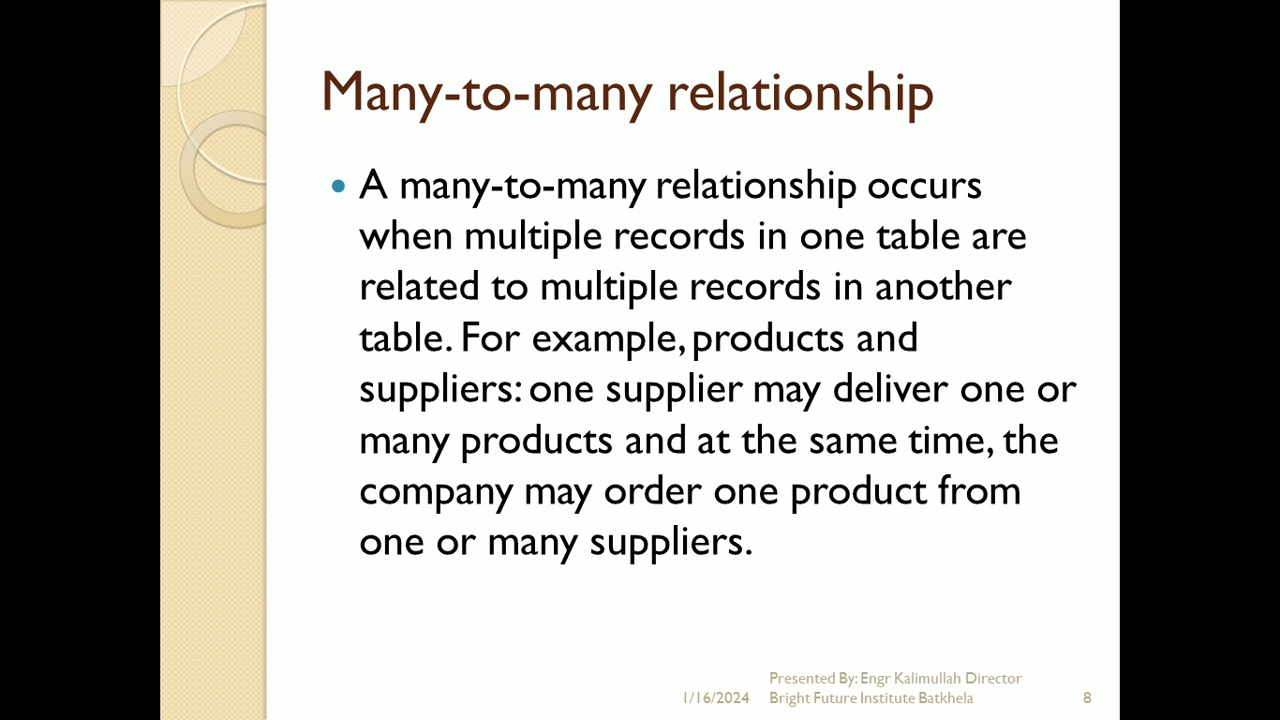 Many-to-many relationship
• A many-to-many relationship occurs
when multiple records in one table are
related to multiple records in another
table. For example, products and
suppliers: one supplier may deliver one or
many products and at the same time, the
company may order one product from
one or many suppliers.
Presented By: Engr Kalimullah Director
1/16/2024 Bright Future Institute Batkhela 8